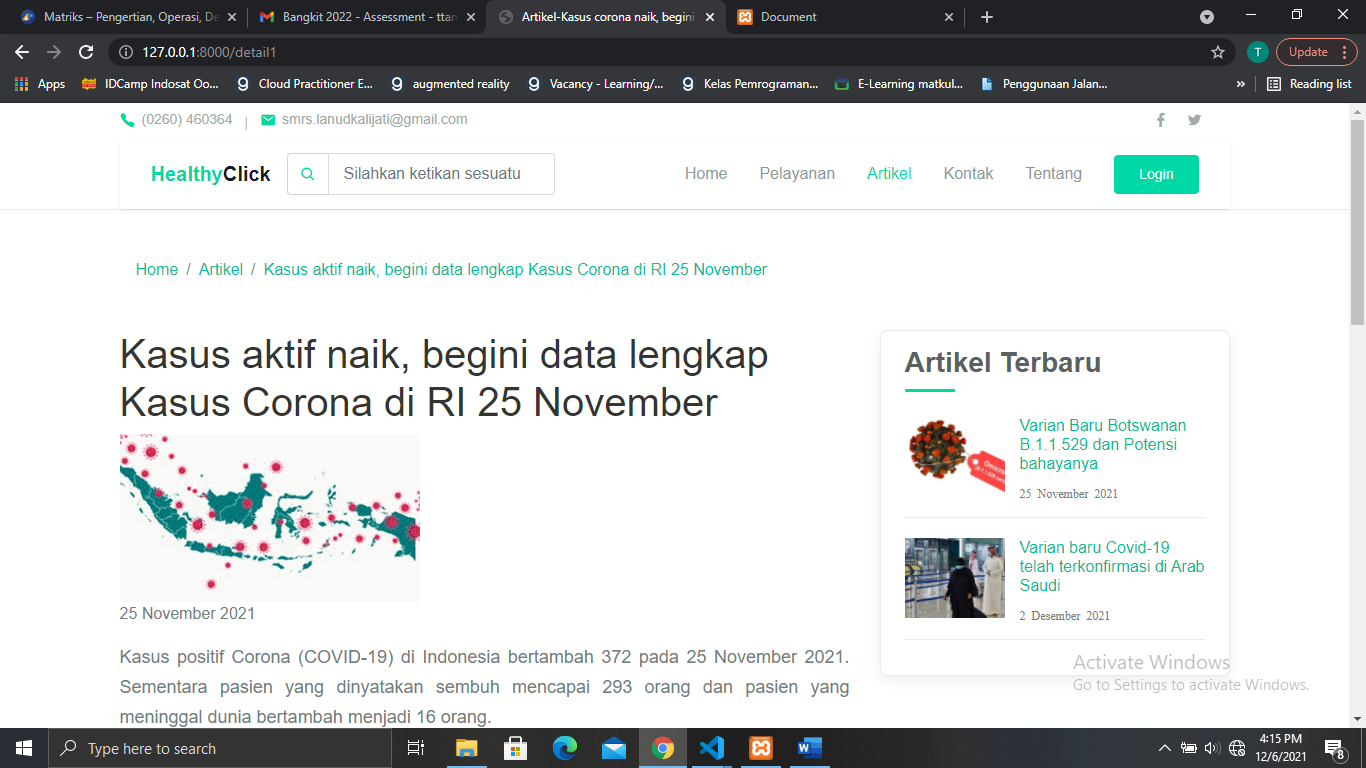 Matriks – Pengertian, Operasi, De
Bangkit 2022 - Assessment - ttan
Artikel-Kasus corona naik, begini
Document
127.0.0.1:8000/detail1
T
Update
Apps
IDCamp Indosat Oo...
Cloud Practitioner E...
augmented reality
Vacancy - Learning/...
Kelas Pemrograman...
E-Learning matkul...
Penggunaan Jalan...
»
Reading list
(0260) 460364 | smrs.lanudkalijati@gmail.com
HealthyClick
Silahkan ketikan sesuatu
Home
Pelayanan
Artikel
Kontak
Tentang
Login
Home / Artikel / Kasus aktif naik, begini data lengkap Kasus Corona di RI 25 November
Kasus aktif naik, begini data lengkap
Kasus Corona di RI 25 November
25 November 2021
Kasus positif Corona (COVID-19) di Indonesia bertambah 372 pada 25 November 2021.
Sementara pasien yang dinyatakan sembuh mencapai 293 orang dan pasien yang
meninggal dunia bertambah menjadi 16 orang.
Artikel Terbaru
Varian Baru Botswanan
B.1.1.529 dan Potensi
bahayanya
25 November 2021
Varian baru Covid-19
telah terkonfirmasi di Arab
Saudi
2 Desember 2021
Activate Windows
Go to Settings to activate Windows.
Type here to search
4:15 PM
12/6/2021
8